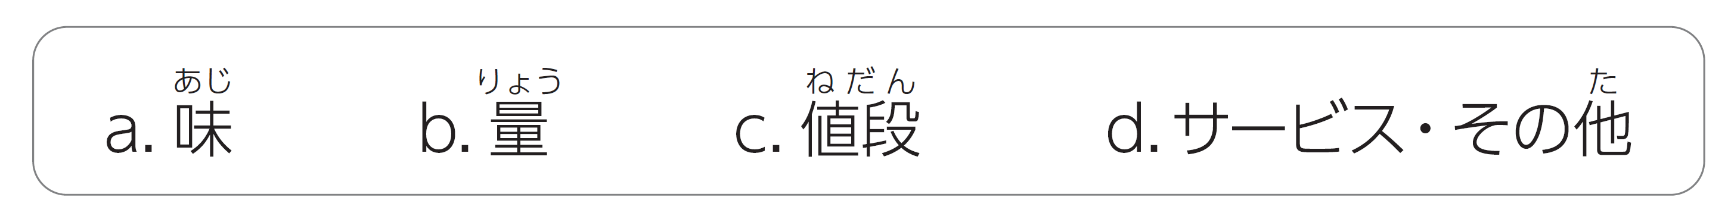 a. 味 b. 量 c. 値段 d. サービス・その他
あじ りょう ねだん た